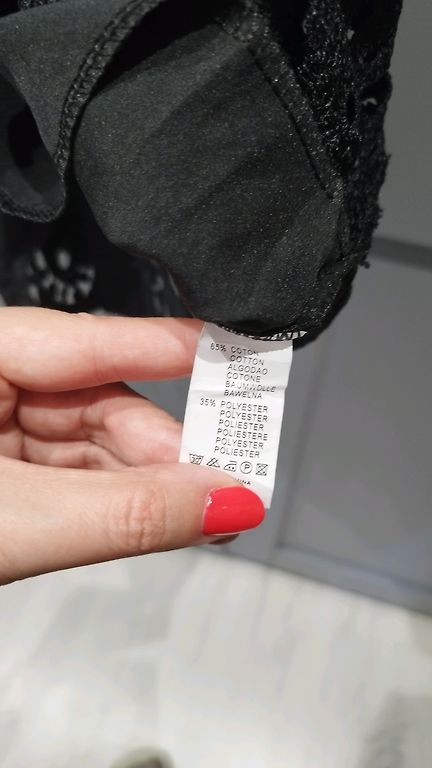 65% COTON
COTTON
ALGODAO
COTONE
BAUMWOLLE
BAWELNA
35% POLYESTER
POLYESTER
POLIESTER
POLIESTERE
POLYESTER
POLIESTER
P